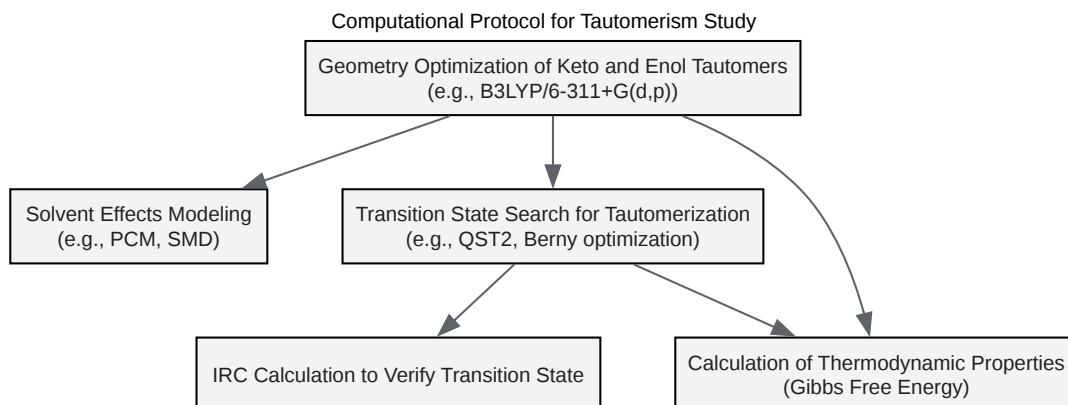 Computational Protocol for Tautomerism Study
Geometry Optimization of Keto and Enol Tautomers
(e.g., B3LYP/6-311+G(d,p))
Solvent Effects Modeling
(e.g., PCM, SMD)
Transition State Search for Tautomerization
(e.g., QST2, Berny optimization)
IRC Calculation to Verify Transition State
Calculation of Thermodynamic Properties
(Gibbs Free Energy)